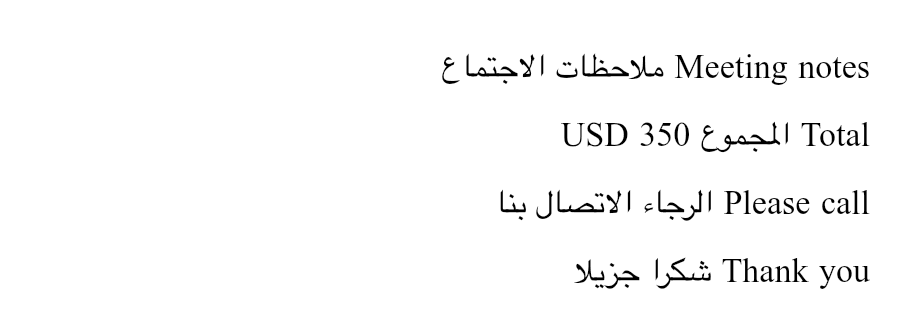 Meeting notes ملاحظات الاجتماع
Total المجموع 350 USD
Please call الرجاء الاتصال بنا
Thank you شكرا جزيلا